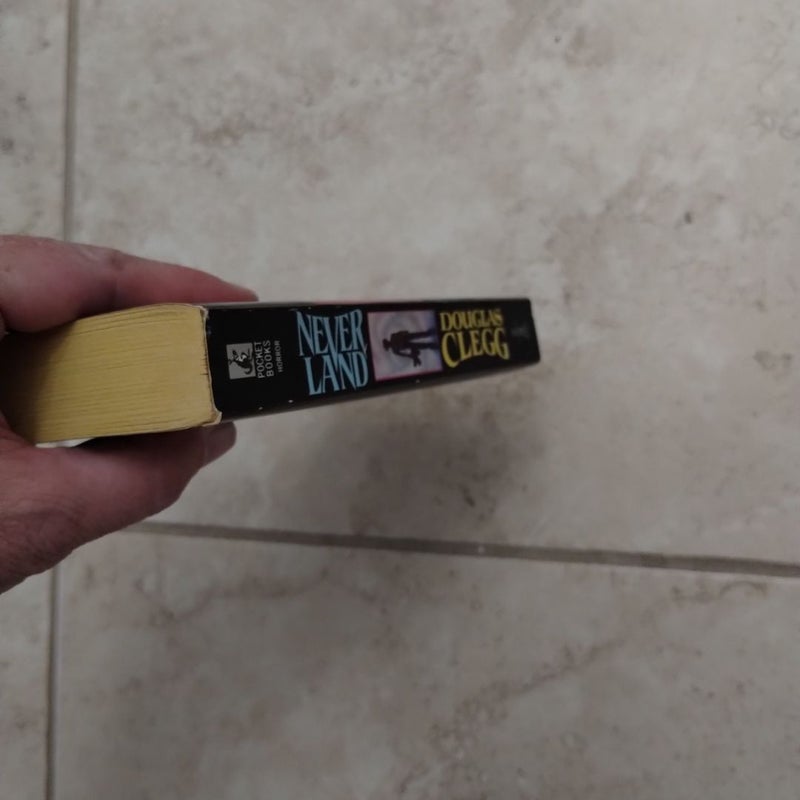 POCKET
BOOKS
HORROR
NEVER
LAND
DOUGLAS
CLEGG